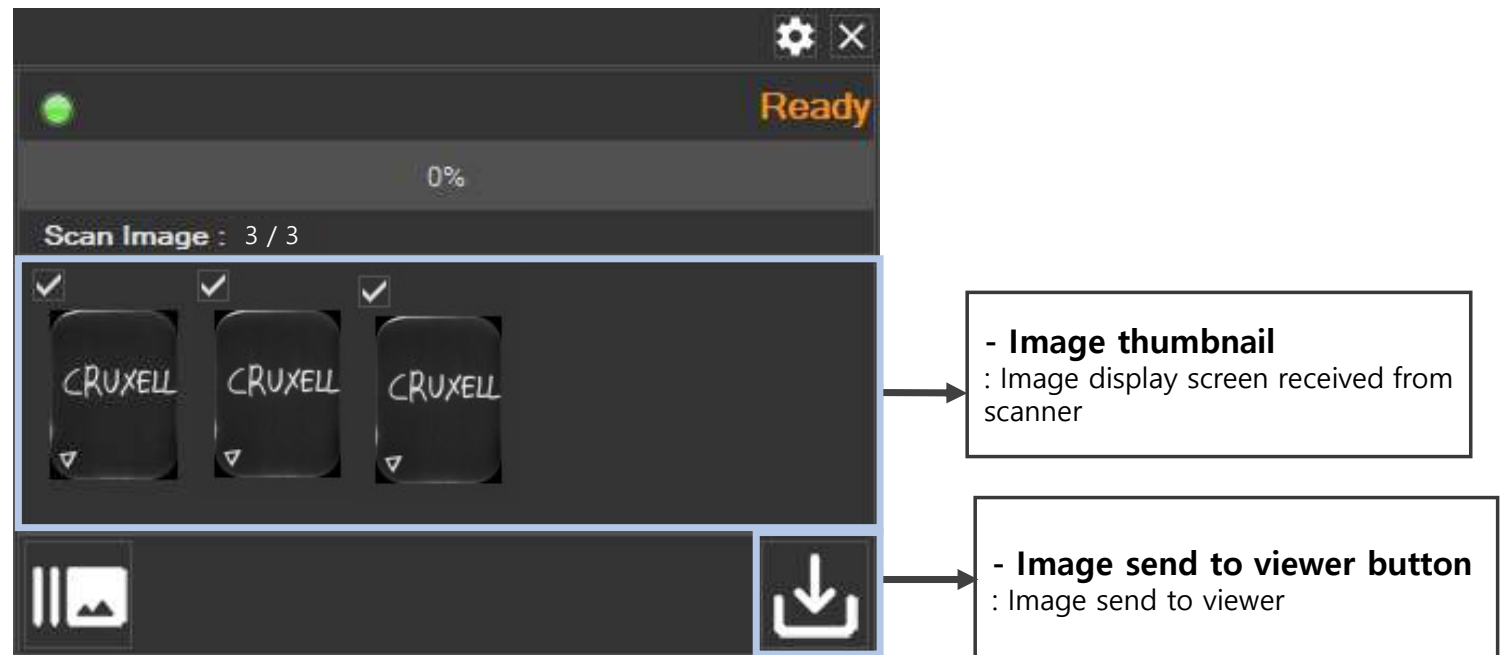 Ready
0%
Scan Image : 3 / 3
CRUXELL CRUXELL CRUXELL
- Image thumbnail
: Image display screen received from
scanner
- Image send to viewer button
: Image send to viewer